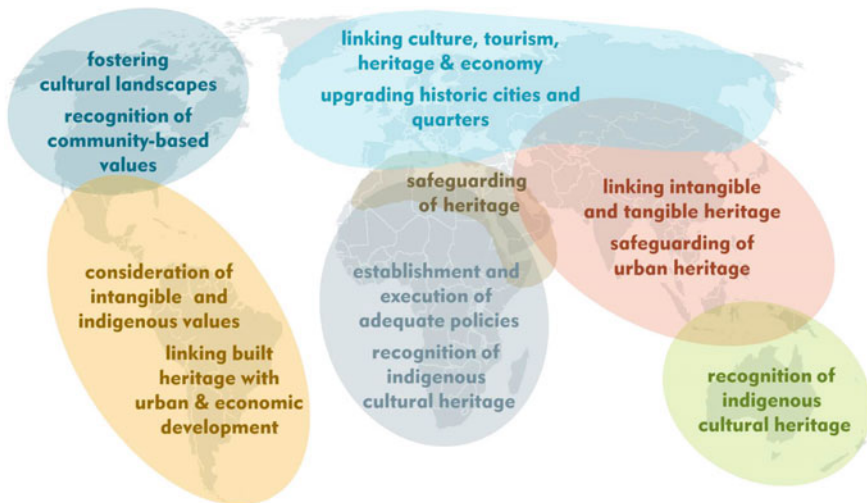 fostering
cultural landscapes
recognition of
community-based
values
linking culture, tourism,
heritage & economy
upgrading historic cities and
quarters
safeguarding
of heritage
linking intangible
and tangible heritage
safeguarding of
urban heritage
consideration of
intangible and
indigenous values
linking built
heritage with
urban & economic
development
establishment and
execution of
adequate policies
recognition of
indigenous
cultural heritage
recognition of
indigenous
cultural heritage